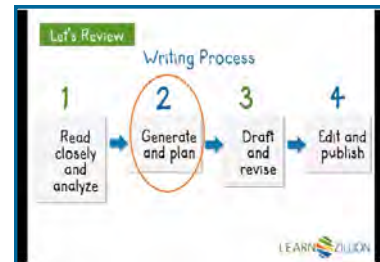 Let's Review
Writing Process
1
Read
closely
and
analyze
2
Generate
and plan
3
Draft
and
revise
4
Edit and
publish
LEARNZILLION